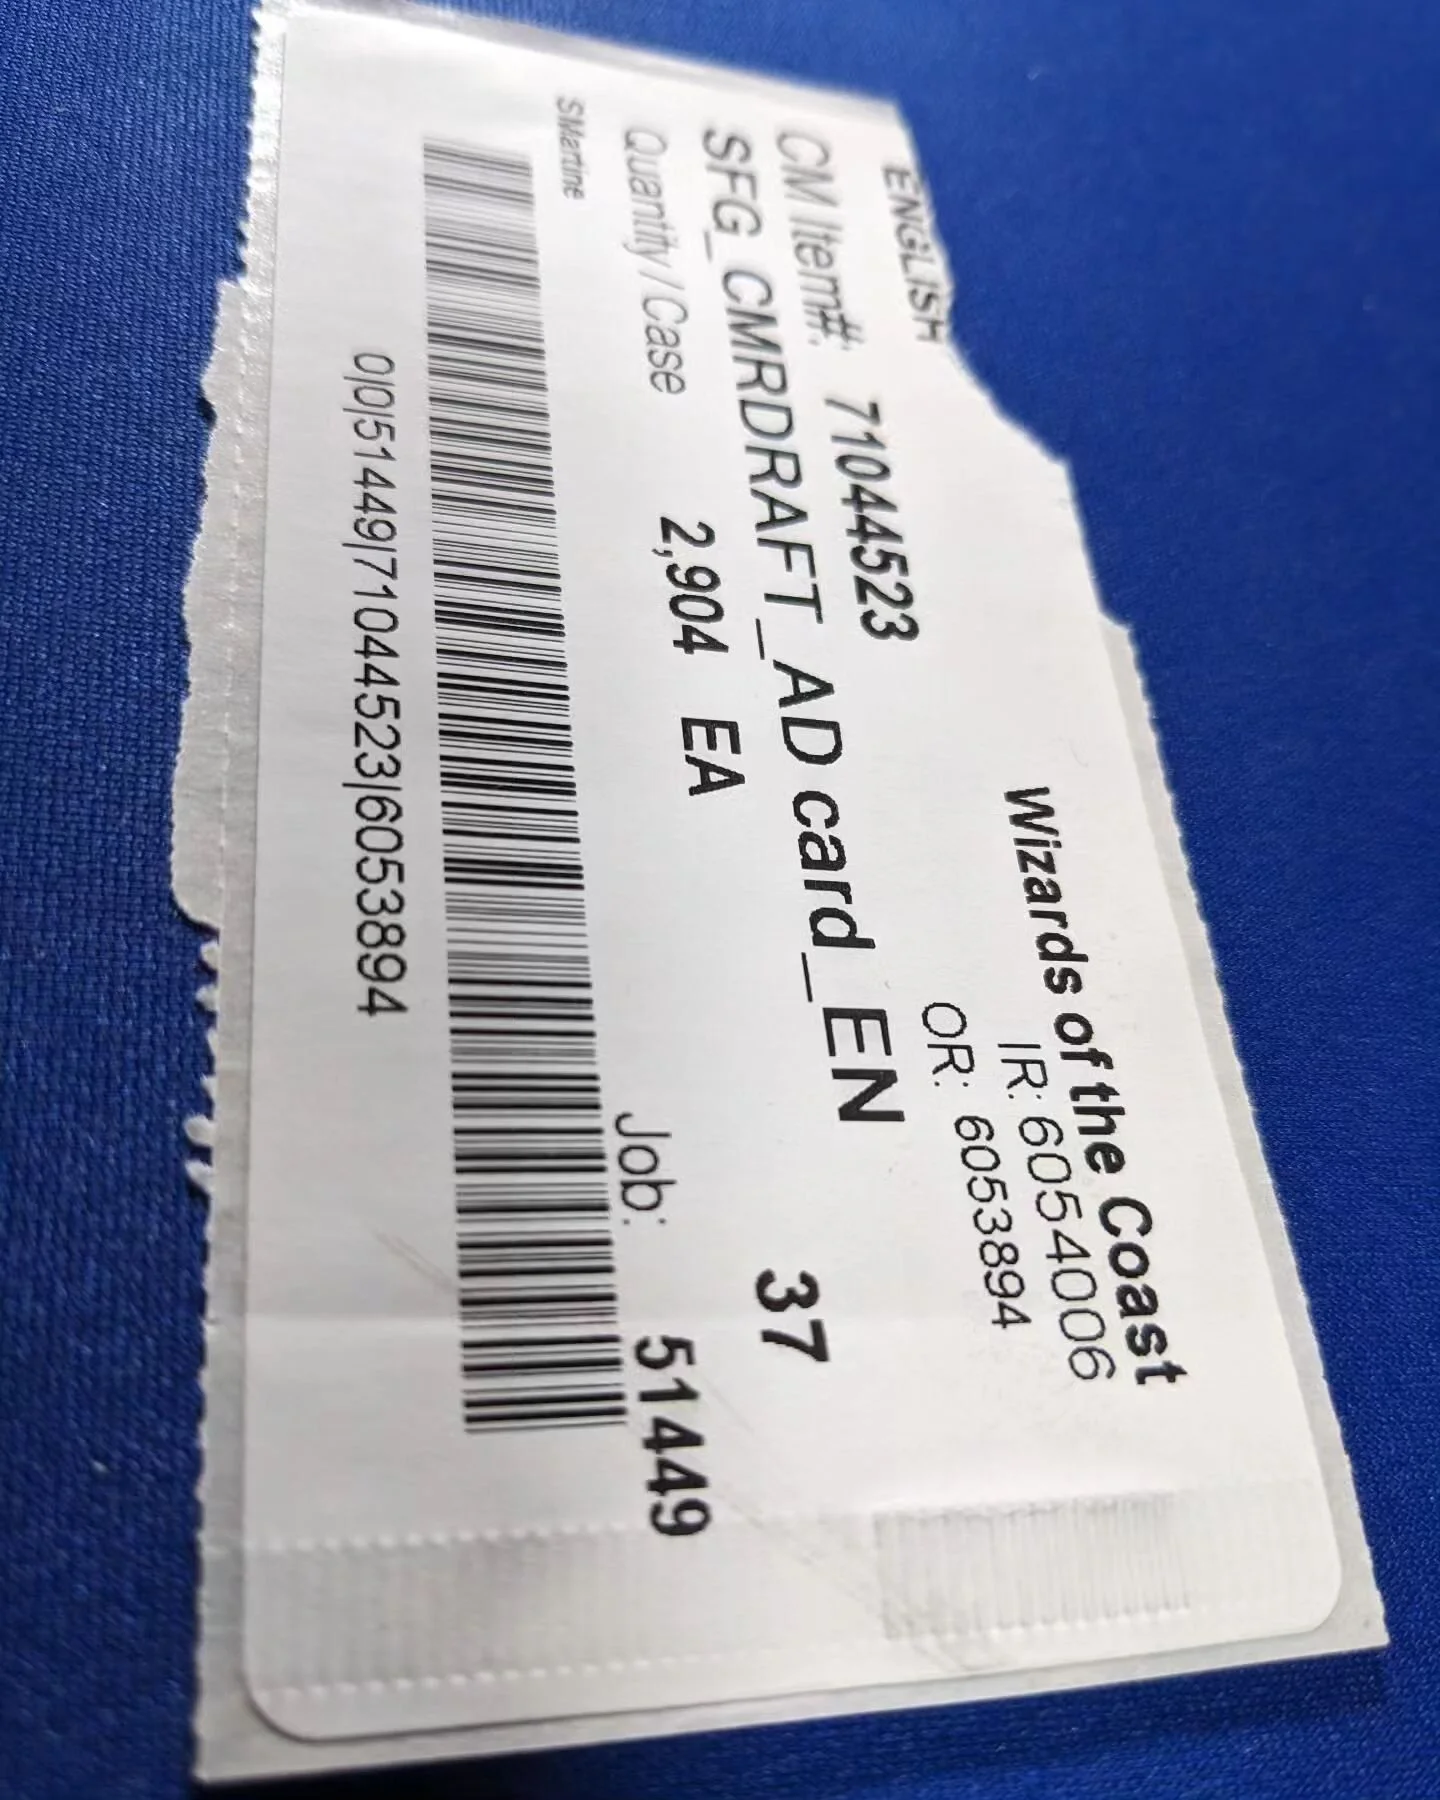 Wizards of the Coast
ENGLISH
IR: 6054006
CM Item#: 71044523
OR: 6053894
SFG_CMRDRAFT_AD card_EN
37
Quantity / Case 2,904 EA
Job: 51449
SMartine
0|0|51449|71044523|6053894